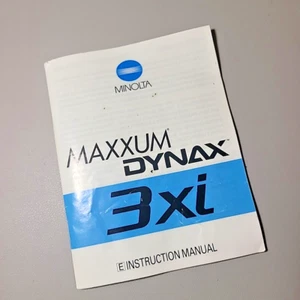 MINOLTA
MAXXUM
DYNAX
3xi
[E] INSTRUCTION MANUAL